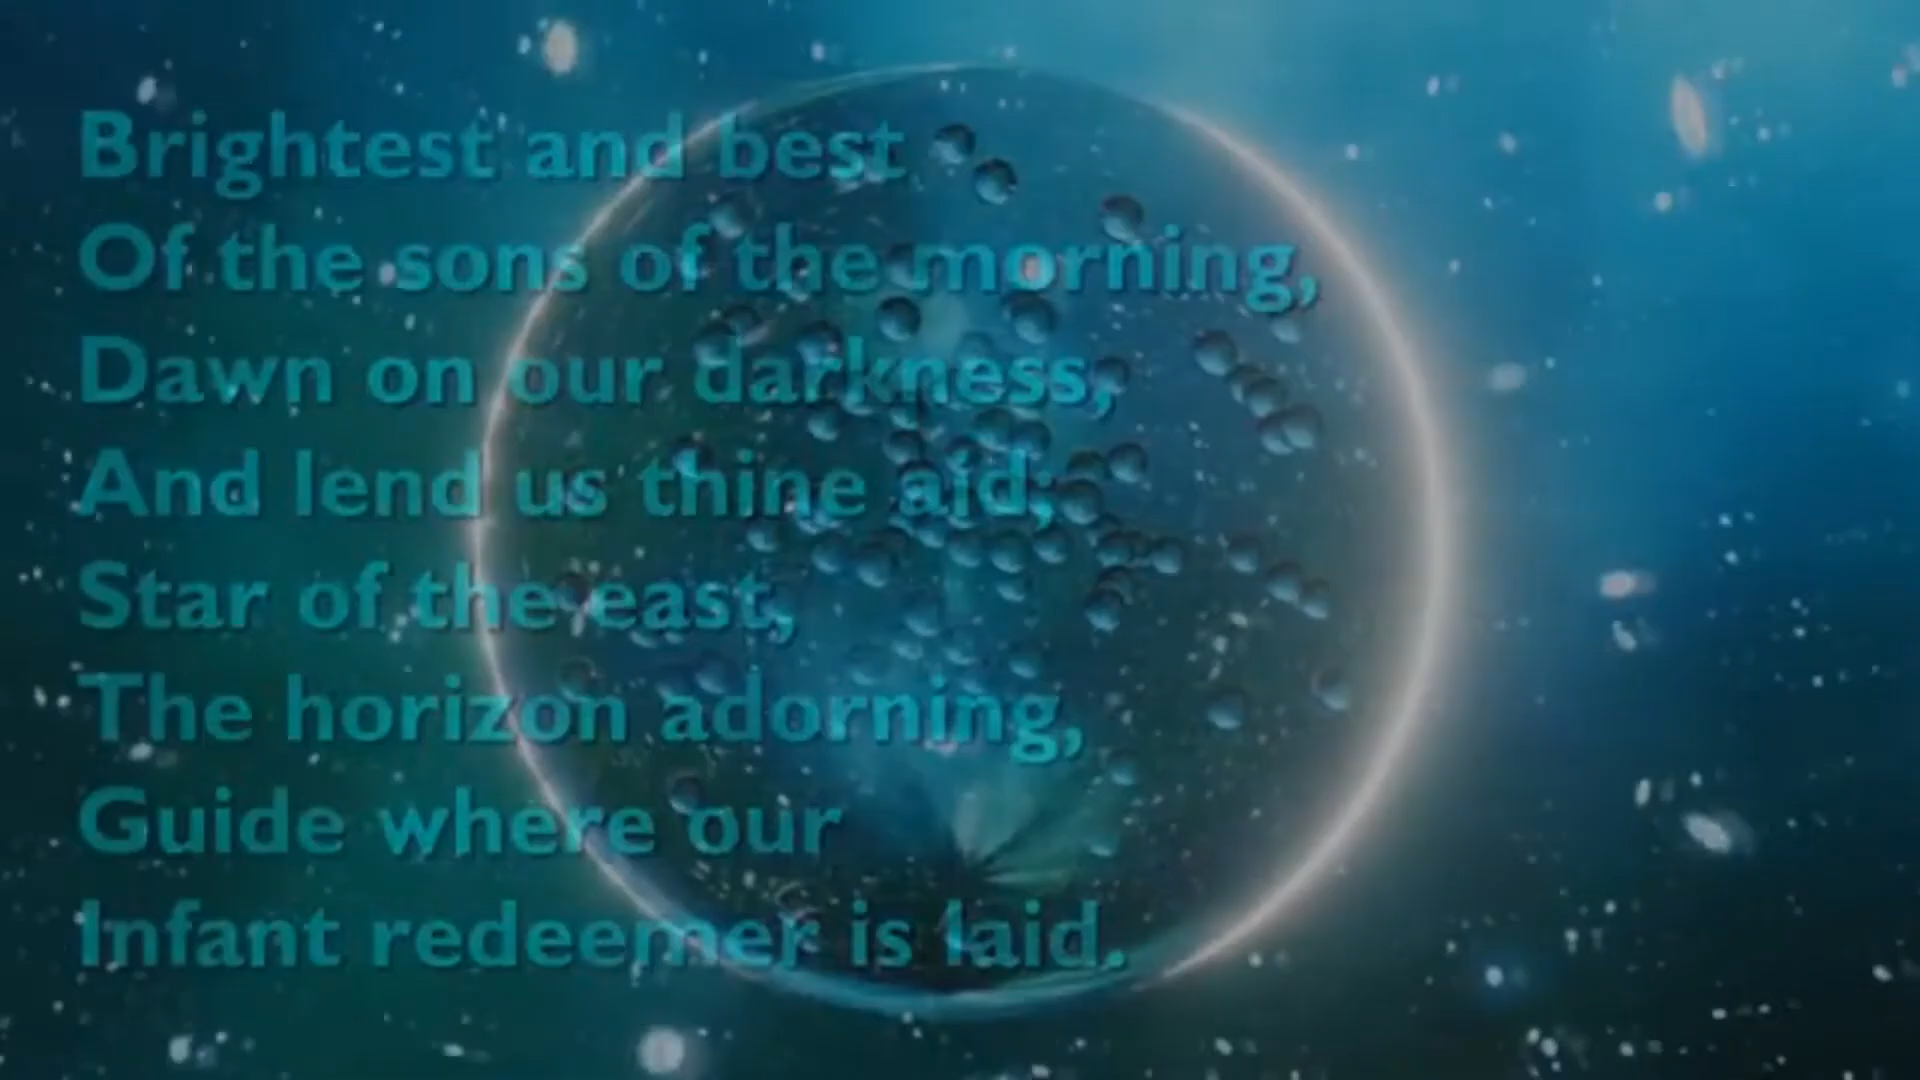 Brightest and best
Of the sons of the morning,
Dawn on our darkness,
And lend us thine aid;
Star of the east,
The horizon adorning,
Guide where our
Infant redeemer is laid.